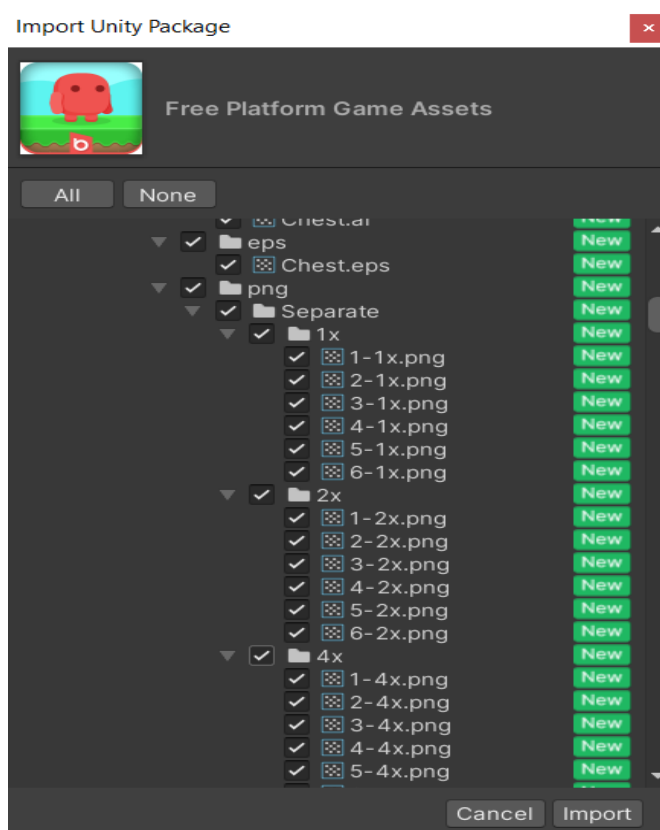 Import Unity Package
Free Platform Game Assets
b
All None
Chest.ai New
eps New
Chest.eps New
png New
Separate New
1x New
1-1x.png New
2-1x.png New
3-1x.png New
4-1x.png New
5-1x.png New
6-1x.png New
2x New
1-2x.png New
2-2x.png New
3-2x.png New
4-2x.png New
5-2x.png New
6-2x.png New
4x New
1-4x.png New
2-4x.png New
3-4x.png New
4-4x.png New
5-4x.png New
Cancel Import